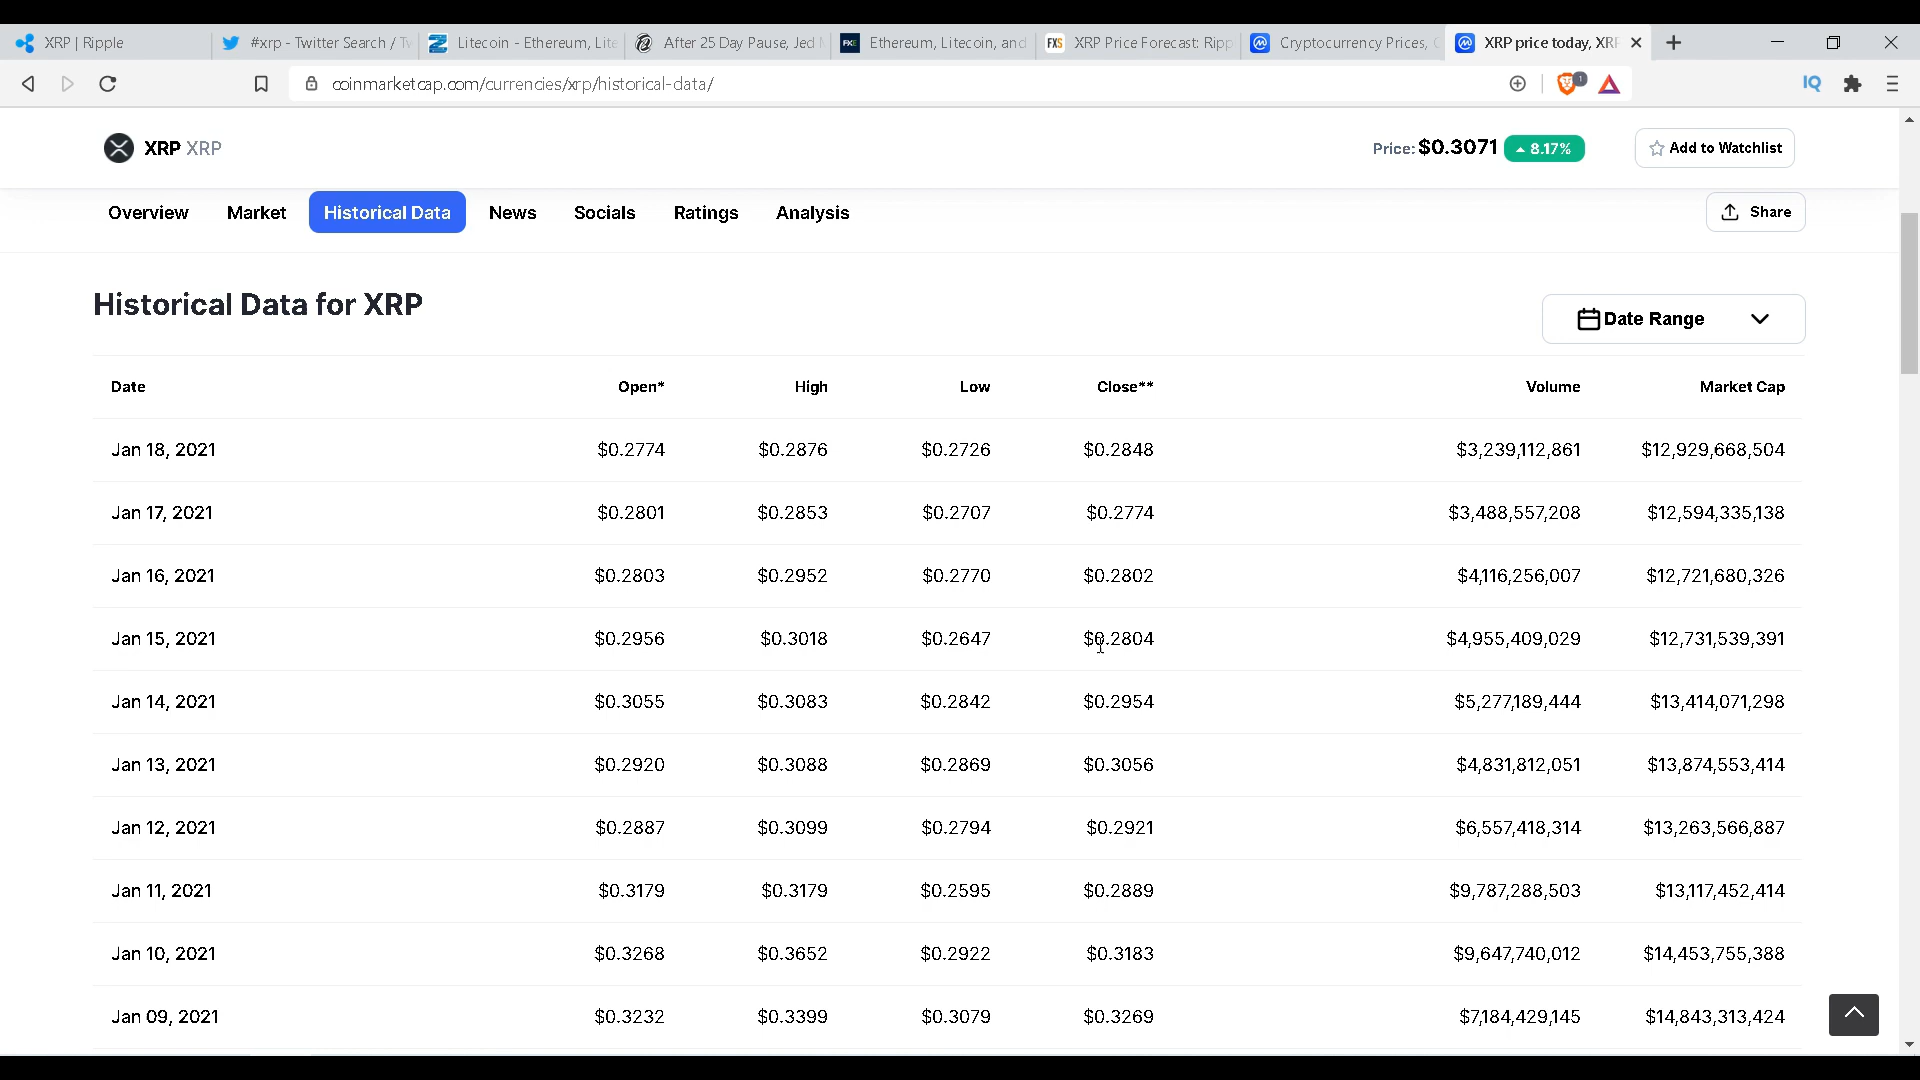 XRP | Ripple #xrp - Twitter Search / Tw Litecoin - Ethereum, Lite After 25 Day Pause, Jed M Ethereum, Litecoin, and XRP Price Forecast: Ripp Cryptocurrency Prices, C XRP price today, XRP
coinmarketcap.com/currencies/xrp/historical-data/ 1 IQ
XRP XRP Price: $0.3071 8.17% Add to Watchlist
Overview Market Historical Data News Socials Ratings Analysis Share
Historical Data for XRP
Date Range
Date Open* High Low Close** Volume Market Cap
Jan 18, 2021 $0.2774 $0.2876 $0.2726 $0.2848 $3,239,112,861 $12,929,668,504
Jan 17, 2021 $0.2801 $0.2853 $0.2707 $0.2774 $3,488,557,208 $12,594,335,138
Jan 16, 2021 $0.2803 $0.2952 $0.2770 $0.2802 $4,116,256,007 $12,721,680,326
Jan 15, 2021 $0.2956 $0.3018 $0.2647 $0.2804 $4,955,409,029 $12,731,539,391
Jan 14, 2021 $0.3055 $0.3083 $0.2842 $0.2954 $5,277,189,444 $13,414,071,298
Jan 13, 2021 $0.2920 $0.3088 $0.2869 $0.3056 $4,831,812,051 $13,874,553,414
Jan 12, 2021 $0.2887 $0.3099 $0.2794 $0.2921 $6,557,418,314 $13,263,566,887
Jan 11, 2021 $0.3179 $0.3179 $0.2595 $0.2889 $9,787,288,503 $13,117,452,414
Jan 10, 2021 $0.3268 $0.3652 $0.2922 $0.3183 $9,647,740,012 $14,453,755,388
Jan 09, 2021 $0.3232 $0.3399 $0.3079 $0.3269 $7,184,429,145 $14,843,313,424